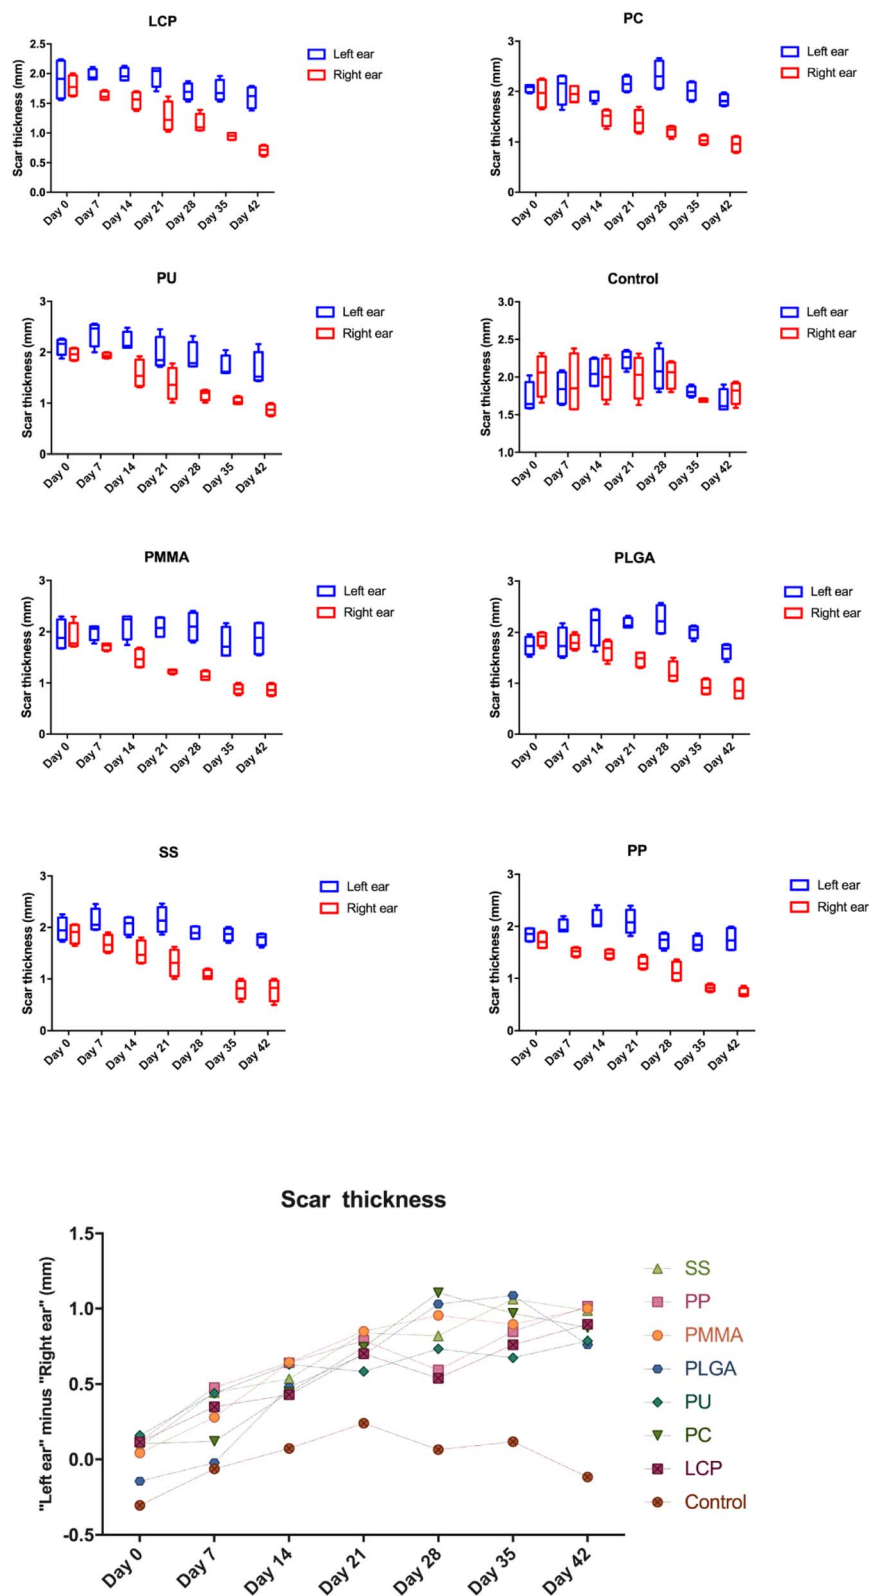 LCP
2.5
2.0
1.5
1.0
0.5
0.0
Scar thickness (mm)
Day 0
Day 7
Day 14
Day 21
Day 28
Day 35
Day 42
Left ear
Right ear
PC
3
2
1
0
Scar thickness (mm)
Day 0
Day 7
Day 14
Day 21
Day 28
Day 35
Day 42
Left ear
Right ear
PU
3
2
1
0
Scar thickness (mm)
Day 0
Day 7
Day 14
Day 21
Day 28
Day 35
Day 42
Left ear
Right ear
Control
3.0
2.5
2.0
1.5
1.0
Scar thickness (mm)
Day 0
Day 7
Day 14
Day 21
Day 28
Day 35
Day 42
Left ear
Right ear
PMMA
3
2
1
0
Scar thickness (mm)
Day 0
Day 7
Day 14
Day 21
Day 28
Day 35
Day 42
Left ear
Right ear
PLGA
3
2
1
0
Scar thickness (mm)
Day 0
Day 7
Day 14
Day 21
Day 28
Day 35
Day 42
Left ear
Right ear
SS
3
2
1
0
Scar thickness (mm)
Day 0
Day 7
Day 14
Day 21
Day 28
Day 35
Day 42
Left ear
Right ear
PP
3
2
1
0
Scar thickness (mm)
Day 0
Day 7
Day 14
Day 21
Day 28
Day 35
Day 42
Left ear
Right ear
Scar thickness
1.5
1.0
0.5
0.0
-0.5
"Left ear" minus "Right ear" (mm)
Day 0
Day 7
Day 14
Day 21
Day 28
Day 35
Day 42
SS
PP
PMMA
PLGA
PU
PC
LCP
Control